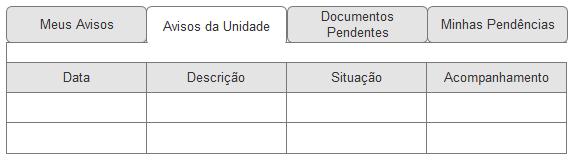 Meus Avisos
Avisos da Unidade
Documentos
Pendentes
Minhas Pendências
Data
Descrição
Situação
Acompanhamento